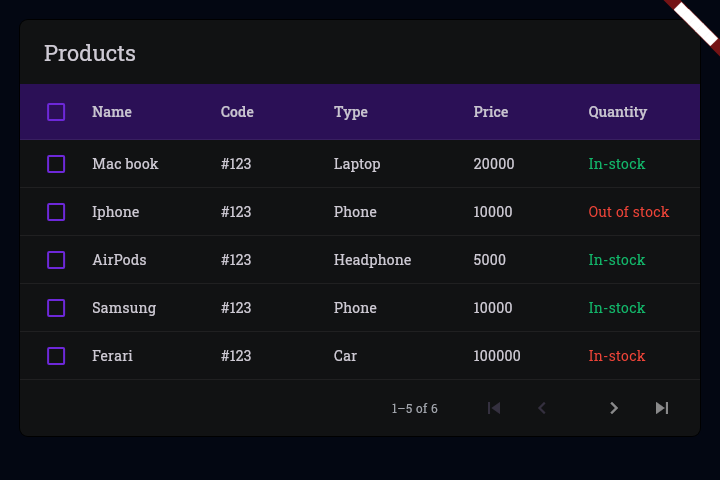 Products
Name Code Type Price Quantity
Mac book #123 Laptop 20000 In-stock
Iphone #123 Phone 10000 Out of stock
AirPods #123 Headphone 5000 In-stock
Samsung #123 Phone 10000 In-stock
Ferari #123 Car 100000 In-stock
1–5 of 6